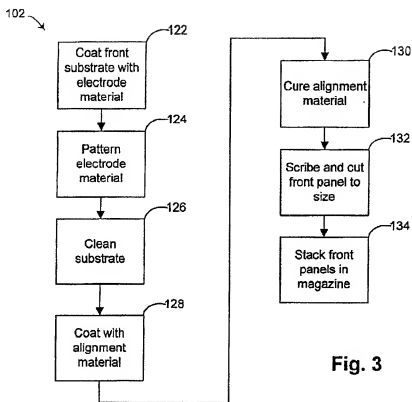 102
122
Coat front
substrate with
electrode
material
124
Pattern
electrode
material
126
Clean
substrate
128
Coat with
alignment
material
130
Cure alignment
material
132
Scribe and cut
front panel to
size
134
Stack front
panels in
magazine
Fig. 3